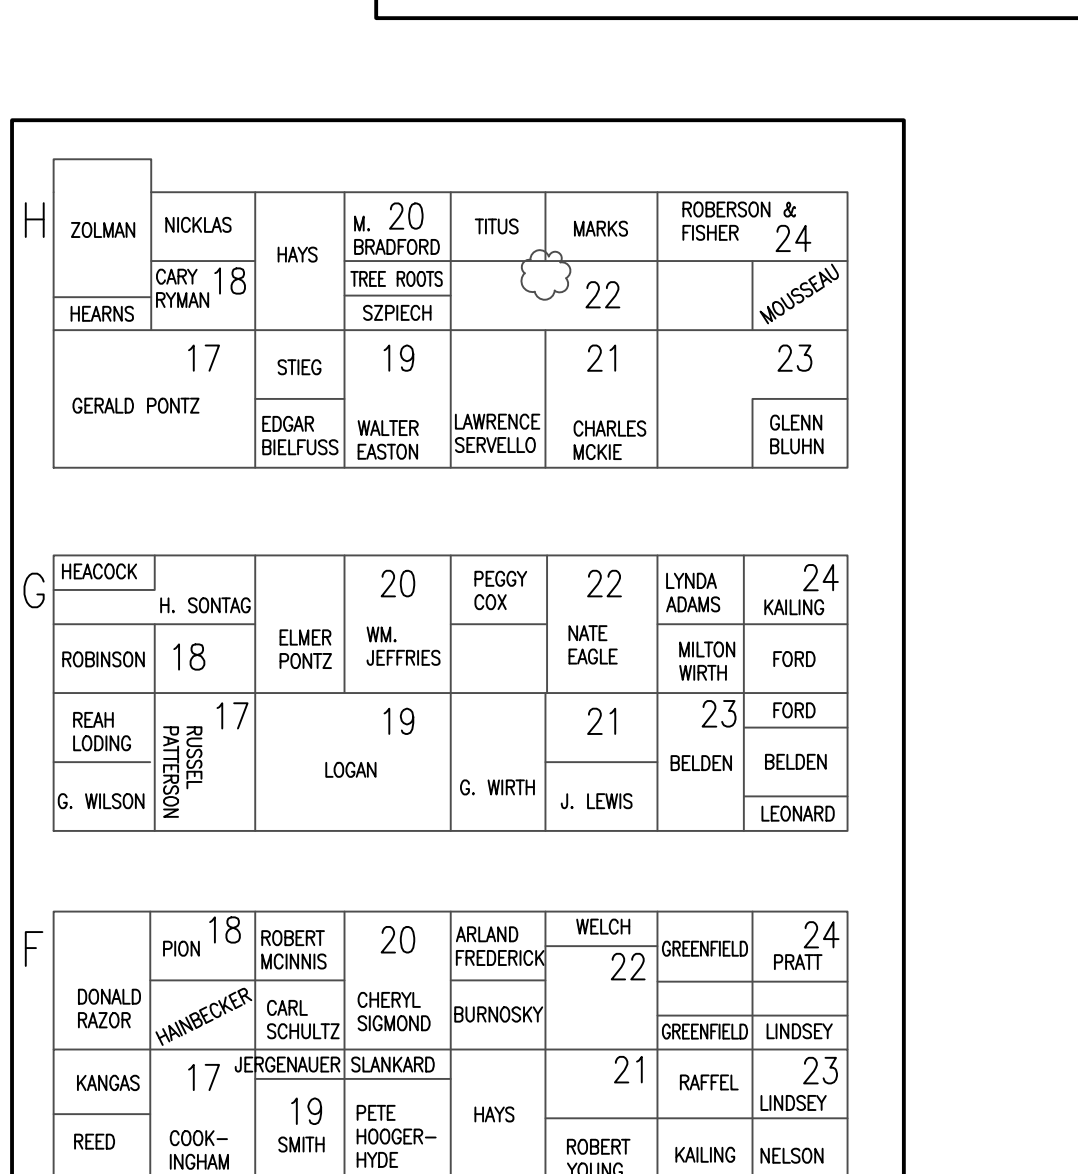 H
ZOLMAN
NICKLAS
HAYS
M. 20
BRADFORD
TITUS
MARKS
ROBERSON &
FISHER
24
CARY
RYMAN
18
TREE ROOTS
22
MOUSSEAU
HEARNS
SZPIECH
17
GERALD PONTZ
STIEG
19
21
23
EDGAR
BIELFUSS
WALTER
EASTON
LAWRENCE
SERVELLO
CHARLES
MCKIE
GLENN
BLUHN
G
HEACOCK
H. SONTAG
ELMER
PONTZ
20
WM.
JEFFRIES
PEGGY
COX
22
NATE
EAGLE
LYNDA
ADAMS
24
KAILING
ROBINSON
18
MILTON
WIRTH
FORD
REAH
LODING
RUSSEL
PATTERSON
17
19
LOGAN
G. WIRTH
21
23
BELDEN
FORD
BELDEN
G. WILSON
J. LEWIS
LEONARD
F
DONALD
RAZOR
PION
18
ROBERT
MCINNIS
20
CHERYL
SIGMOND
ARLAND
FREDERICK
WELCH
22
GREENFIELD
24
PRATT
HAINBECKER
CARL
SCHULTZ
BURNOSKY
GREENFIELD
LINDSEY
KANGAS
17
COOK-
INGHAM
JERGENAUER
SLANKARD
HAYS
21
RAFFEL
23
LINDSEY
REED
19
SMITH
PETE
HOOGER-
HYDE
ROBERT
YOUNG
KAILING
NELSON